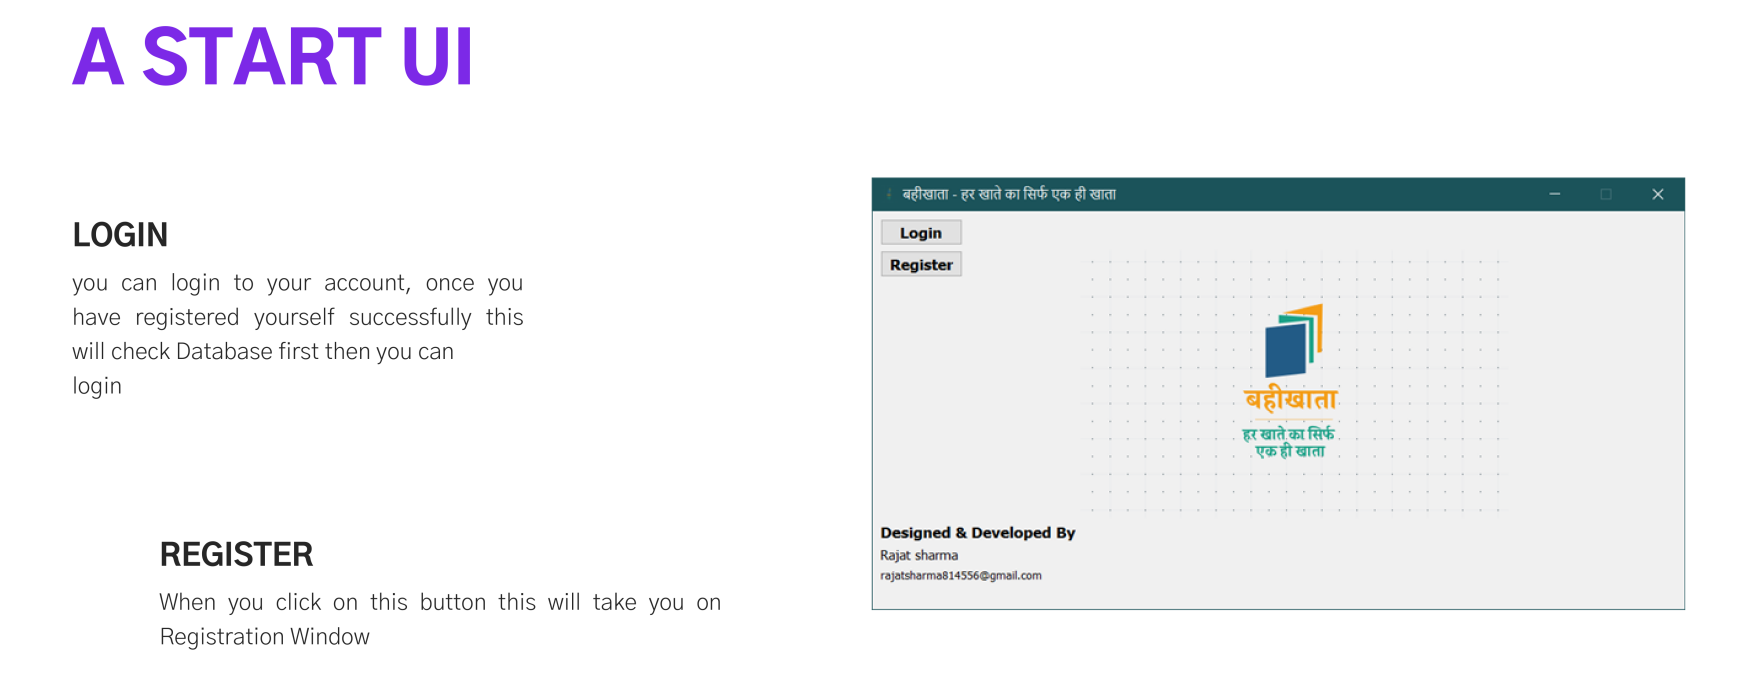 A START UI
LOGIN
you can login to your account, once you
have registered yourself successfully this
will check Database first then you can
login
REGISTER
When you click on this button this will take you on
Registration Window
बहीखाता - हर खाते का सिर्फ एक ही खाता
Login
Register
बहीखाता
हर खाते का सिर्फ
एक ही खाता
Designed & Developed By
Rajat sharma
rajatsharma814556@gmail.com